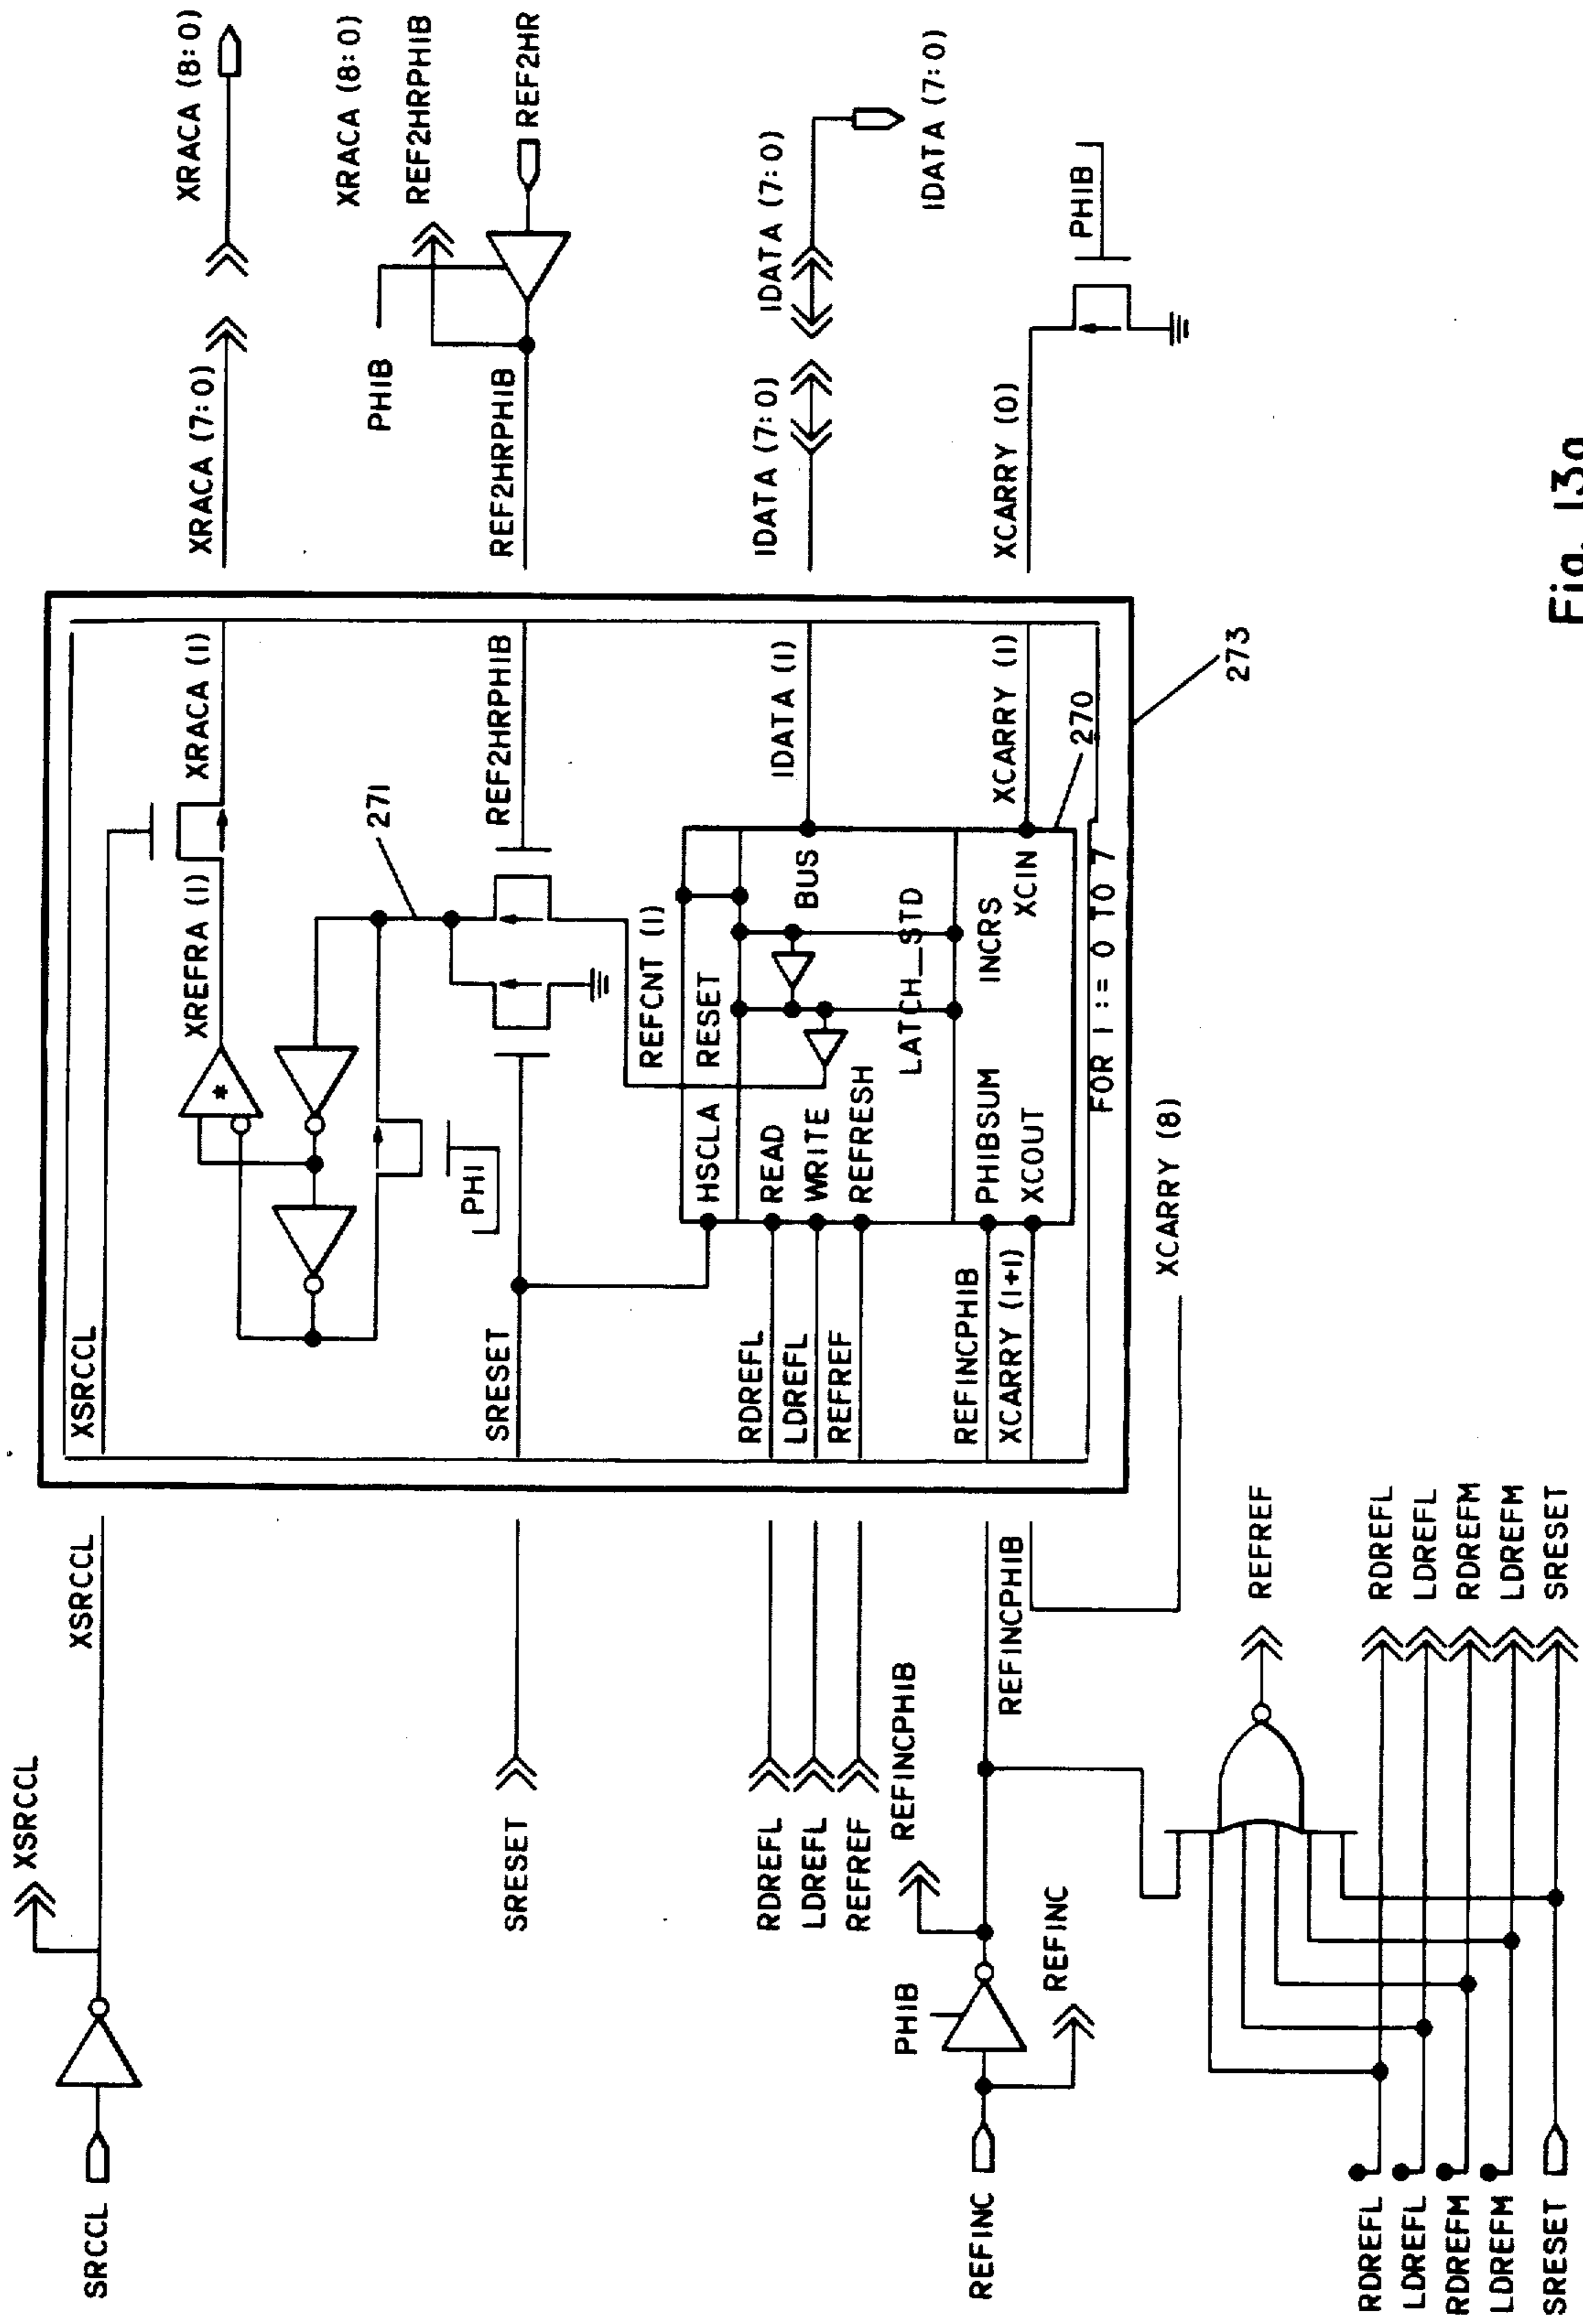 SRCCL
XSRCCL
XSRCCL
XSRCCL
XREFRA (I)
XRACA (I)
XRACA (7:0)
XRACA (8:0)
XRACA (8:0)
PHI
271
REF2HRPHIB
REF2HRPHIB
PHIB
REF2HRPHIB
REF2HR
SRESET
SRESET
REFCNT (I)
HSCLA RESET
READ
WRITE
REFRESH
BUS
LATCH_STD
PHIBSUM
INCRS
XCOUT
XCIN
RDREFL
LDREFL
REFREF
RDREFL
LDREFL
REFREF
IDATA (I)
IDATA (7:0)
IDATA (7:0)
IDATA (7:0)
REFINC
PHIB
REFINCPHIB
REFINC
REFINCPHIB
REFINCPHIB
XCARRY (I+I)
XCARRY (I)
270
XCARRY (0)
PHIB
FOR I := 0 TO 7
XCARRY (8)
273
REFREF
RDREFL
LDREFL
RDREFM
LDREFM
SRESET
RDREFL
LDREFL
RDREFM
LDREFM
SRESET
Fig. 13a